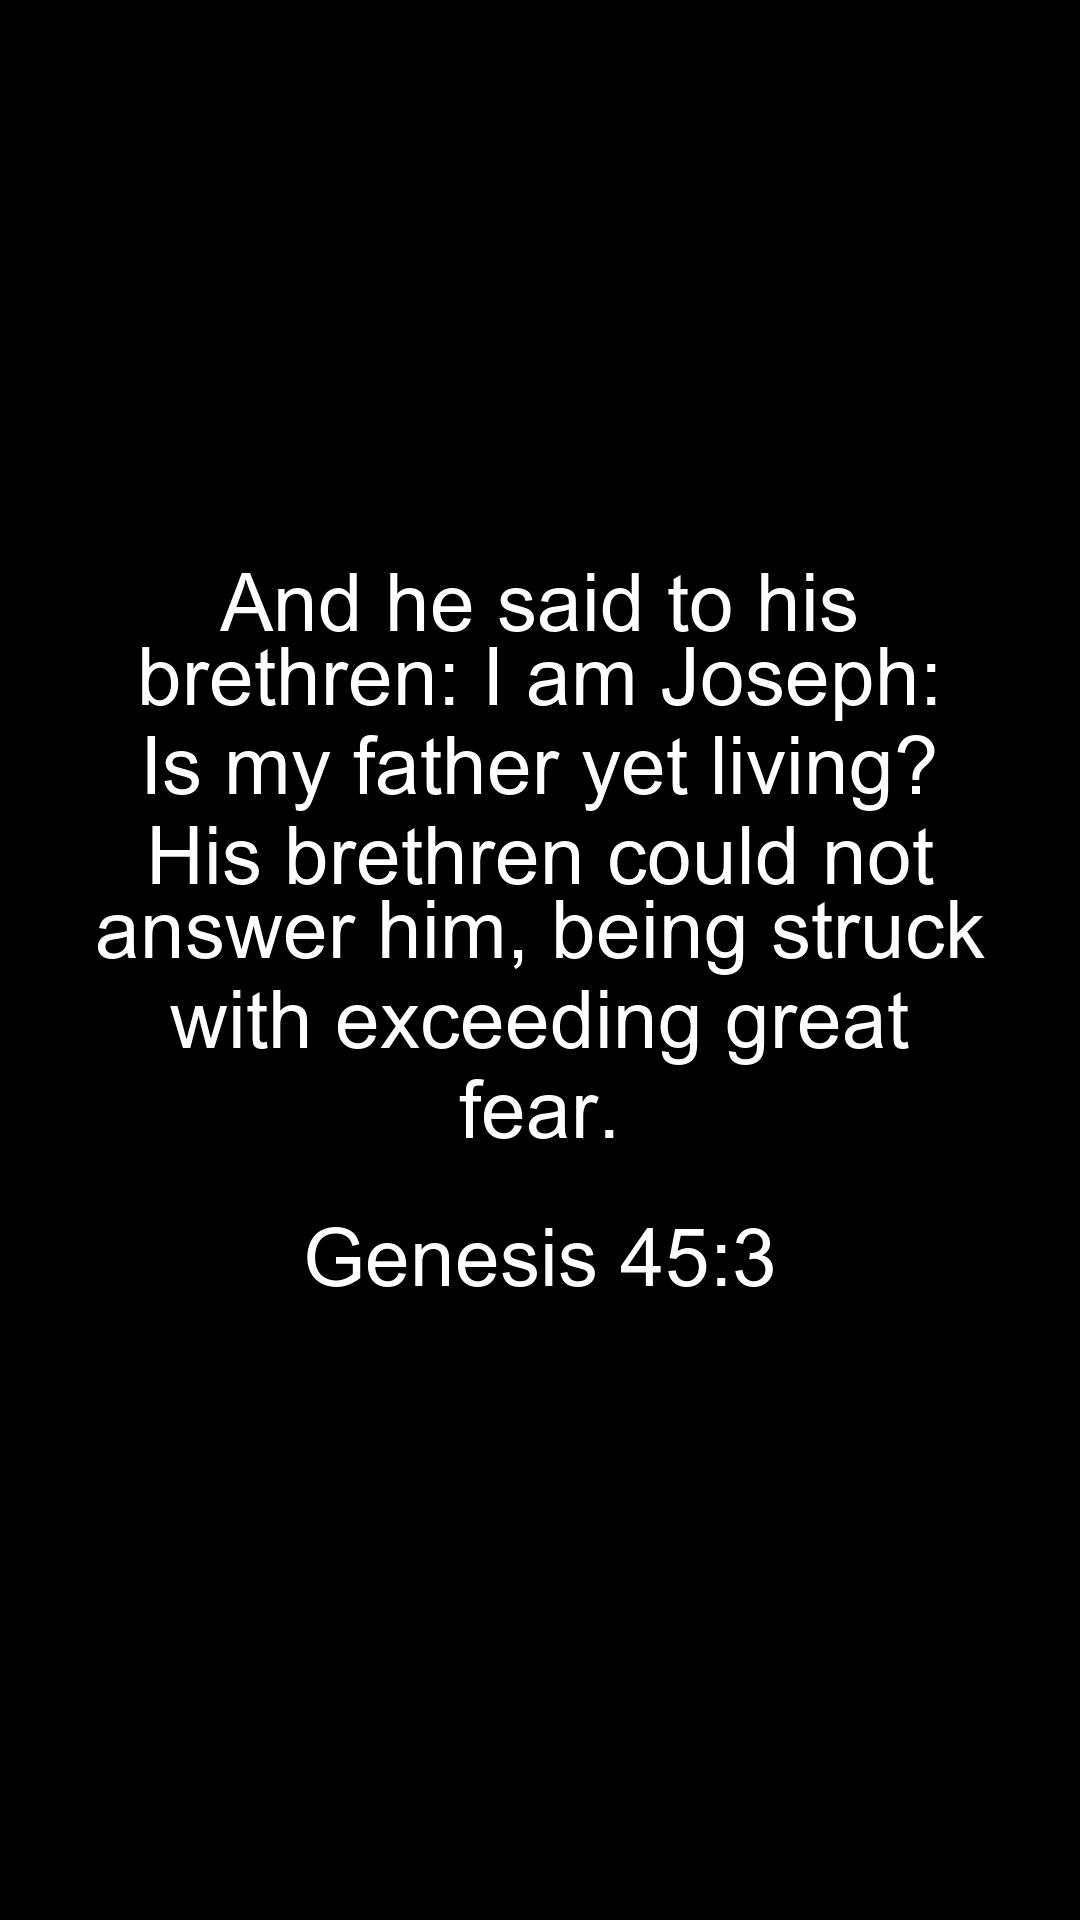 And he said to his
brethren: I am Joseph:
Is my father yet living?
His brethren could not
answer him, being struck
with exceeding great
fear.
Genesis 45:3